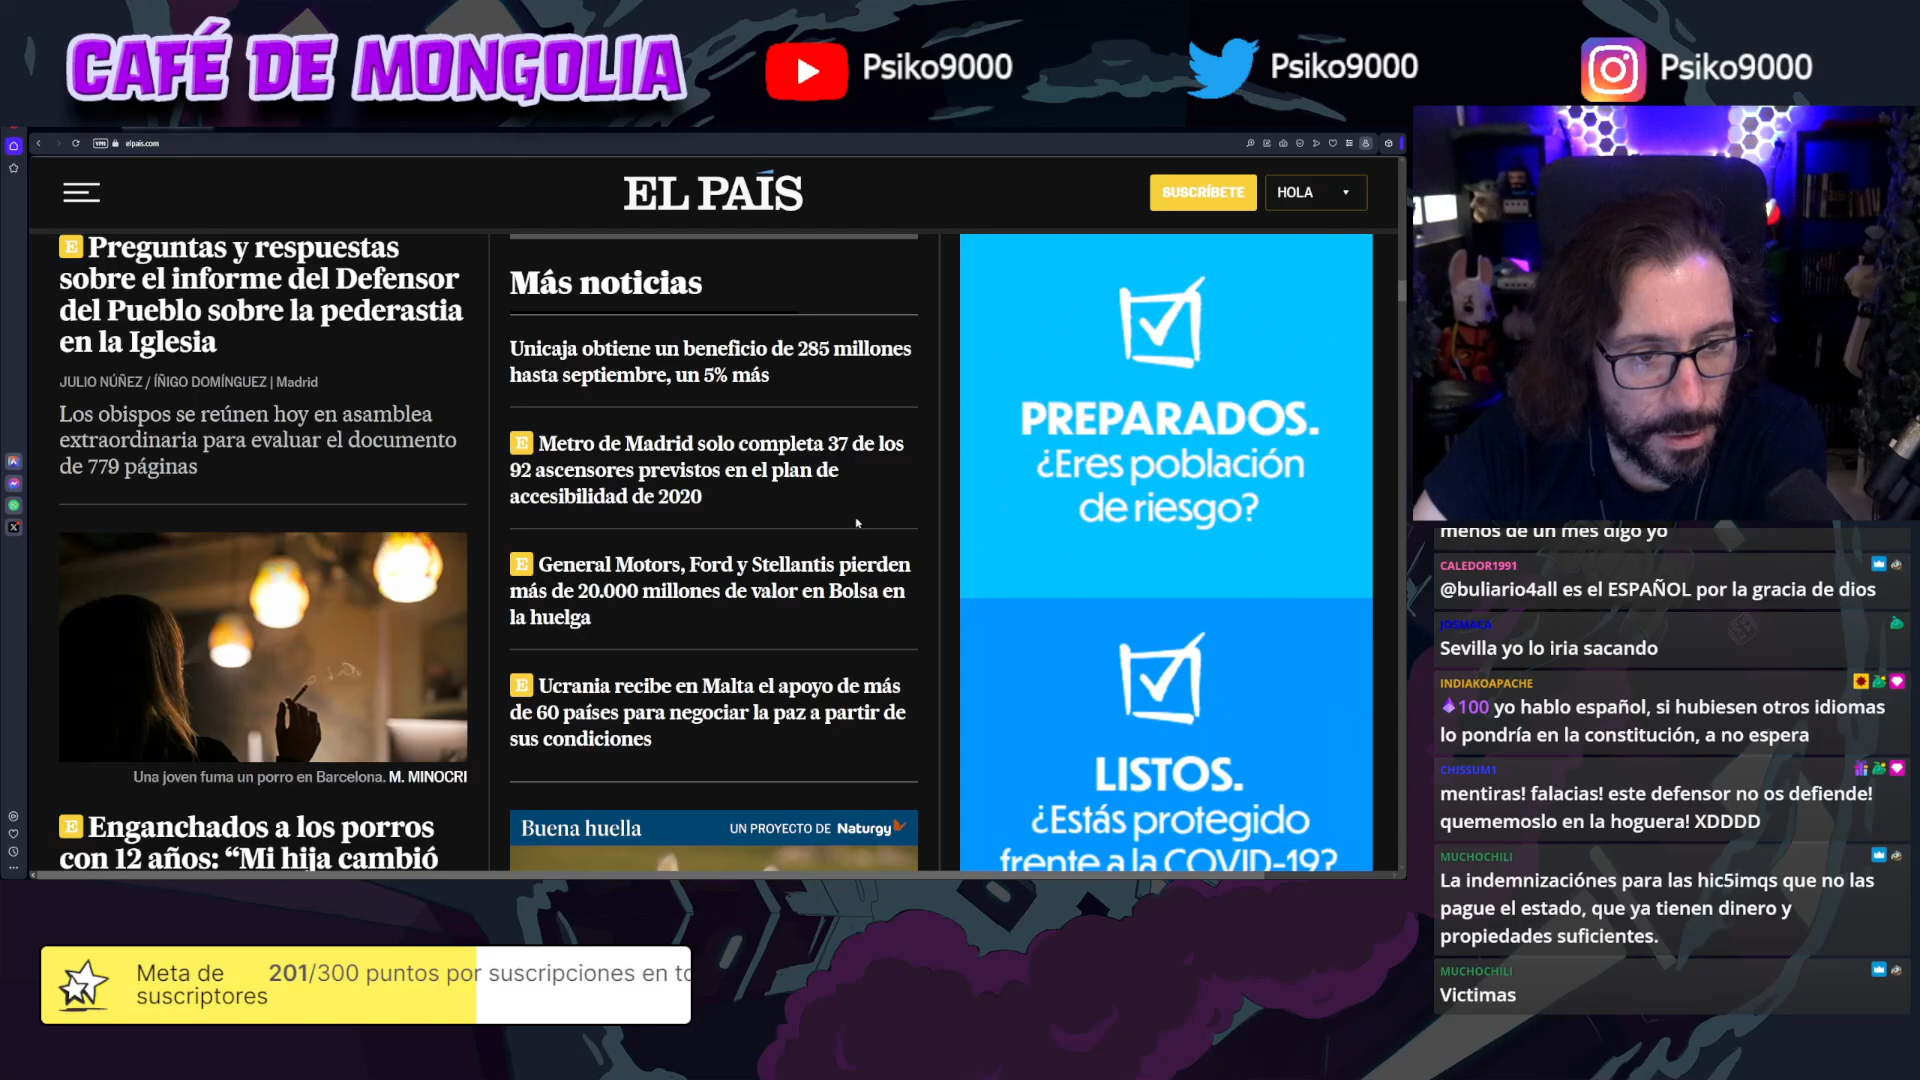 CAFÉ DE MONGOLIA
Psiko9000
Psiko9000
Psiko9000
VPN elpais.com
EL PAÍS
SUSCRÍBETE
HOLA
E Preguntas y respuestas
sobre el informe del Defensor
del Pueblo sobre la pederastia
en la Iglesia
JULIO NÚÑEZ / ÍÑIGO DOMÍNGUEZ | Madrid
Los obispos se reúnen hoy en asamblea
extraordinaria para evaluar el documento
de 779 páginas
Una joven fuma un porro en Barcelona. M. MINOCRI
E Enganchados a los porros
con 12 años: “Mi hija cambió
Más noticias
Unicaja obtiene un beneficio de 285 millones
hasta septiembre, un 5% más
E Metro de Madrid solo completa 37 de los
92 ascensores previstos en el plan de
accesibilidad de 2020
E General Motors, Ford y Stellantis pierden
más de 20.000 millones de valor en Bolsa en
la huelga
E Ucrania recibe en Malta el apoyo de más
de 60 países para negociar la paz a partir de
sus condiciones
Buena huella UN PROYECTO DE Naturgy
PREPARADOS.
¿Eres población
de riesgo?
LISTOS.
¿Estás protegido
frente a la COVID-19?
menos de un mes digo yo
CALEDOR1991
@buliario4all es el ESPAÑOL por la gracia de dios
JOSMAEA
Sevilla yo lo iria sacando
INDIAKOAPACHE
100 yo hablo español, si hubiesen otros idiomas
lo pondría en la constitución, a no espera
CHISSUM1
mentiras! falacias! este defensor no os defiende!
quememoslo en la hoguera! XDDDD
MUCHOCHILI
La indemnizaciónes para las hic5imqs que no las
pague el estado, que ya tienen dinero y
propiedades suficientes.
MUCHOCHILI
Victimas
Meta de
suscriptores
201/300 puntos por suscripciones en to